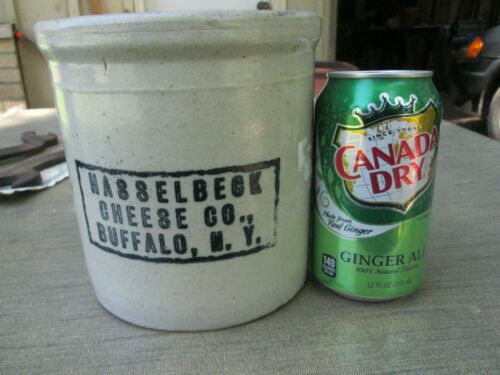 HASSELBECK
CHEESE CO.,
BUFFALO, N. Y.
SINCE 1904
CANADA
DRY
Made from
Real Ginger
140
GINGER ALE
100% Natural Flavors
12 FL OZ (355 mL)